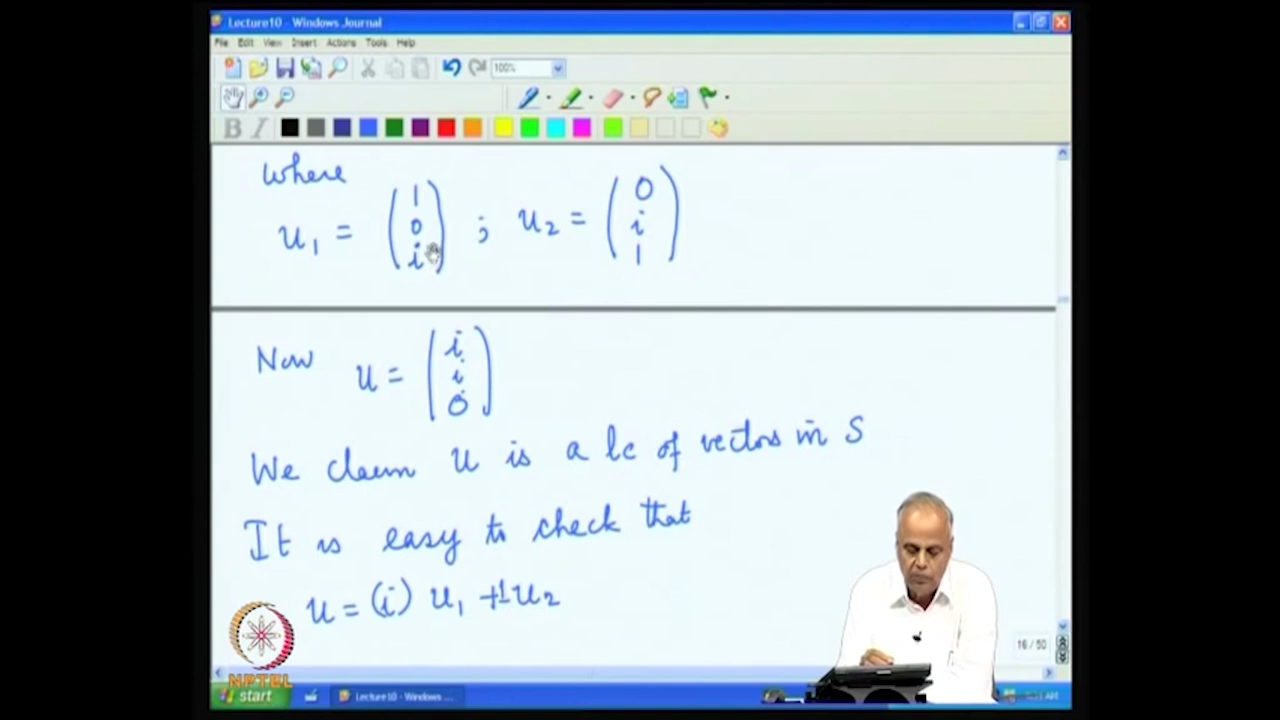 Lecture10 - Windows Journal
File Edit View Insert Actions Tools Help
100%
B I
Where
u₁ = (1 0 i) ; u₂ = (0 i 1)
Now u = (i i 0)
We claim u is a lc of vectors in S
It is easy to check that
u = (i) u₁ + 1u₂
16 / 50
NPTEL
start Lecture10 - Windows ...